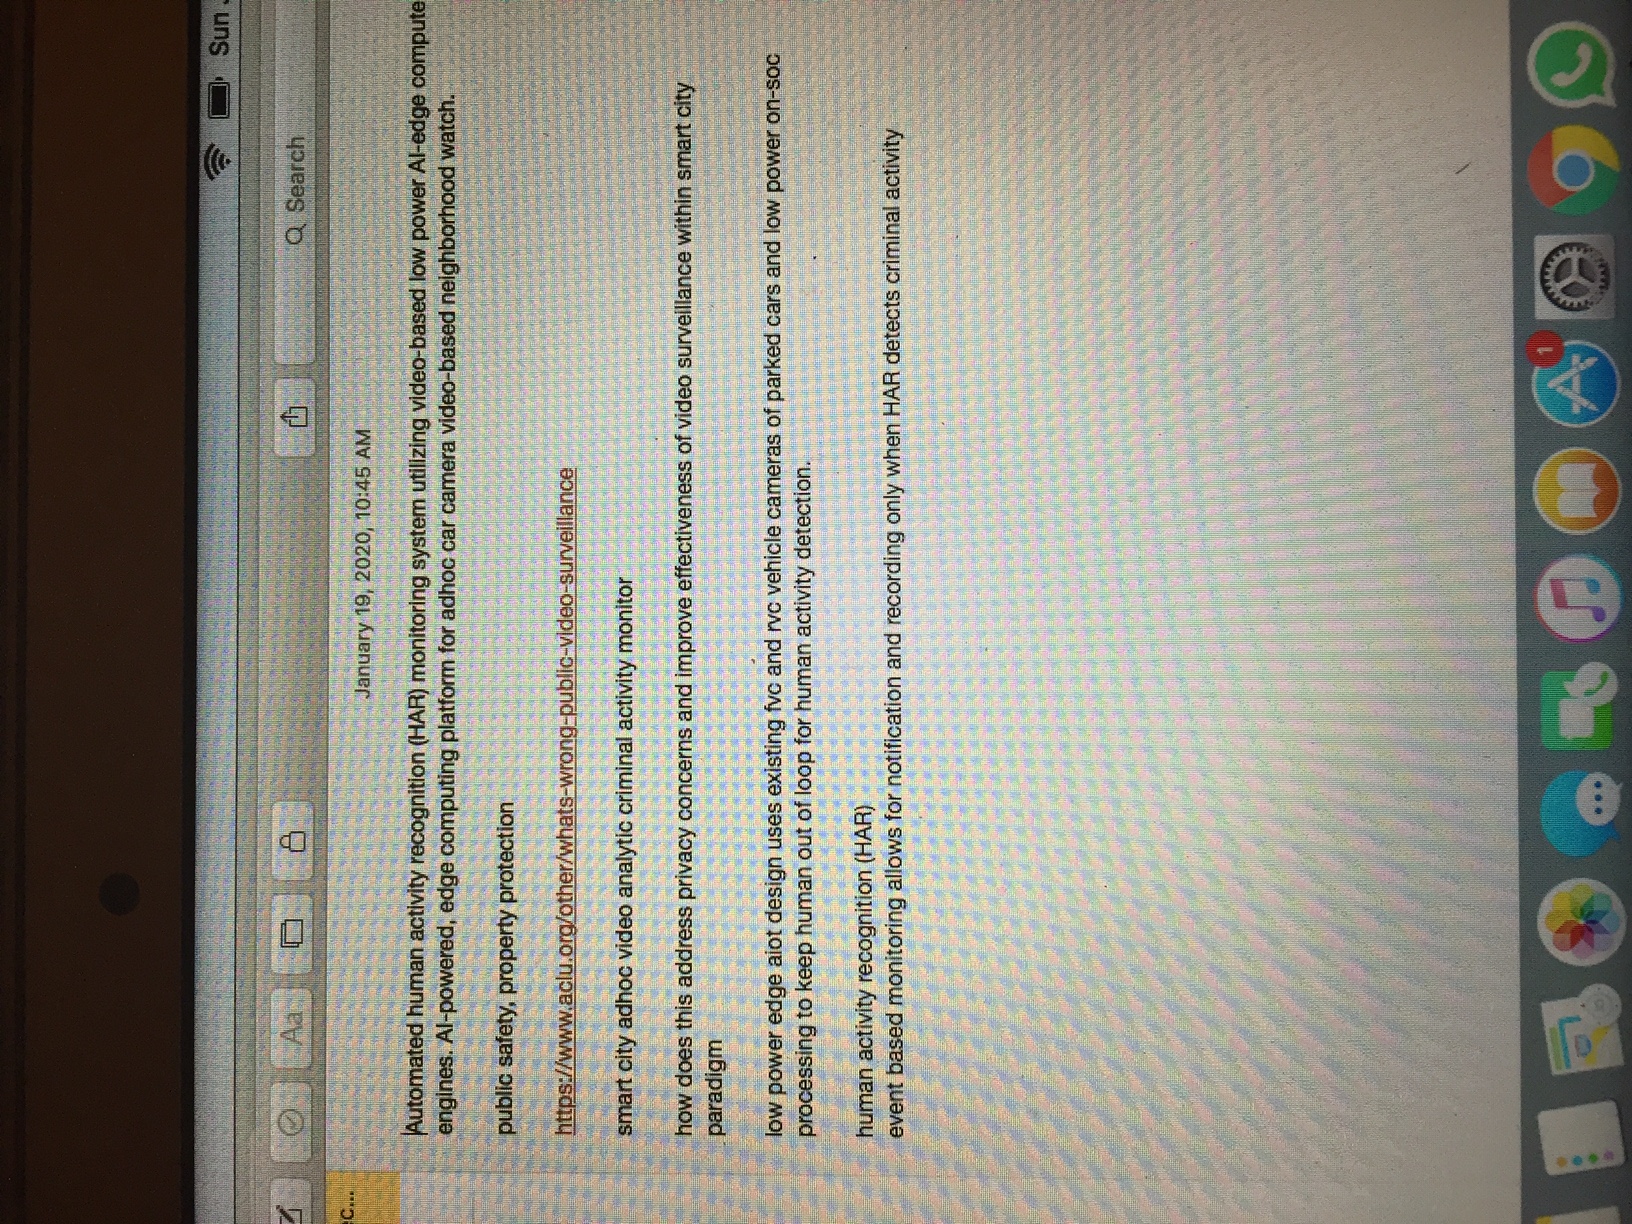 Sun
Aa
Search
ec...
January 19, 2020, 10:45 AM
Automated human activity recognition (HAR) monitoring system utilizing video-based low power AI-edge compute
engines. AI-powered, edge computing platform for adhoc car camera video-based neighborhood watch.
public safety, property protection
https://www.aclu.org/other/whats-wrong-public-video-surveillance
smart city adhoc video analytic criminal activity monitor
how does this address privacy concerns and improve effectiveness of video surveillance within smart city
paradigm
low power edge aiot design uses existing fvc and rvc vehicle cameras of parked cars and low power on-soc
processing to keep human out of loop for human activity detection.
human activity recognition (HAR)
event based monitoring allows for notification and recording only when HAR detects criminal activity
1